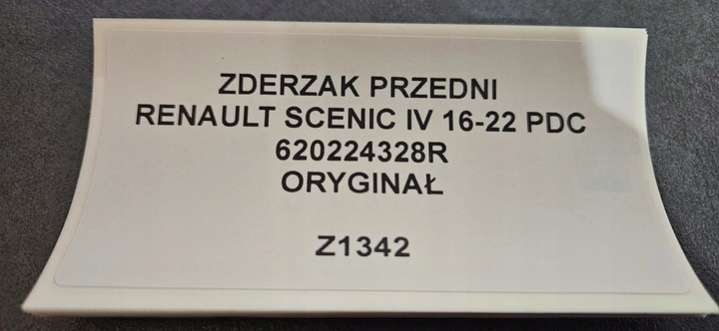 ZDERZAK PRZEDNI
RENAULT SCENIC IV 16-22 PDC
620224328R
ORYGINAŁ
Z1342